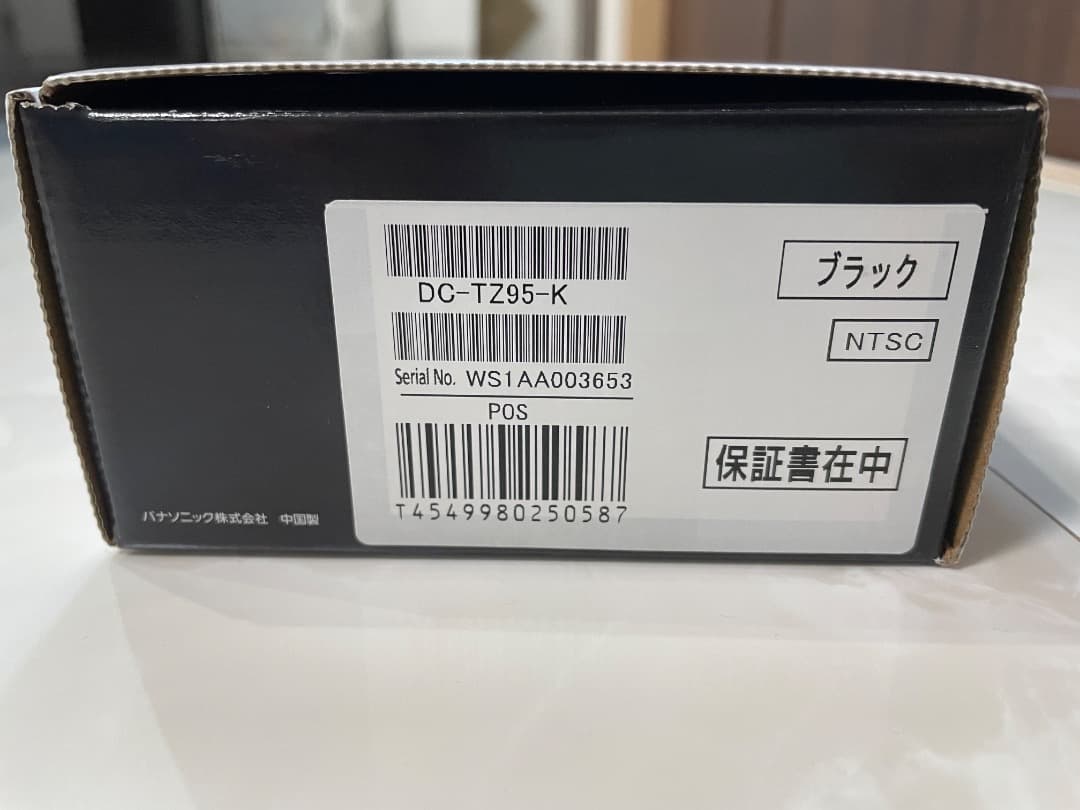 DC-TZ95-K
Serial No. WS1AA003653
POS
T4549980250587
ブラック
NTSC
保証書在中
パナソニック株式会社 中国製